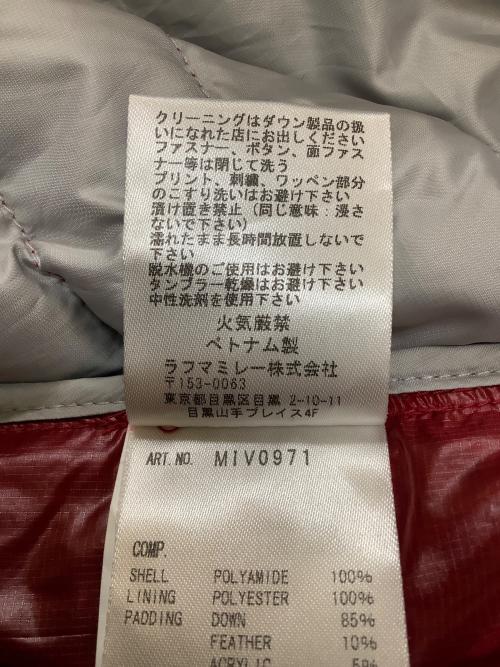 クリーニングはダウン製品の扱
いになれた店にお出しください
ファスナー、ボタン、面ファス
ナー等は閉じて洗う
プリント、刺繍、ワッペン部分
のこすり洗いはお避け下さい
漬け置き禁止（同じ意味：浸さ
ないで下さい）
濡れたまま長時間放置しないで
下さい
脱水機のご使用はお避け下さい
タンブラー乾燥はお避け下さい
中性洗剤を使用下さい
火気厳禁
ベトナム製
ラフマミレー株式会社
〒153-0063
東京都目黒区目黒 2-10-11
目黒山手プレイス4F
ART. NO. MIV0971
COMP.
SHELL POLYAMIDE 100%
LINING POLYESTER 100%
PADDING DOWN 85%
FEATHER 10%
ACRYLIC 5%